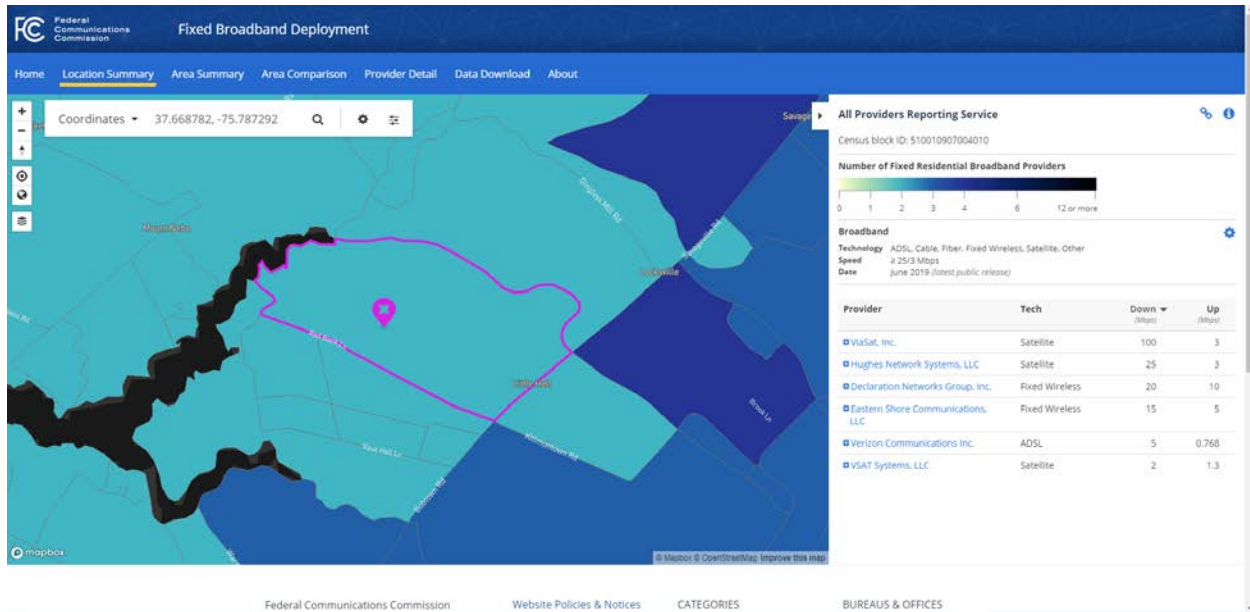 FCC
Federal
Communications
Commission
Fixed Broadband Deployment
Home Location Summary Area Summary Area Comparison Provider Detail Data Download About
Coordinates 37.668782, -75.787292
Dingleys Mill Rd
Savageville Rd
Locksville
Brook Ln
Vaux Hall Ln
Bobtown Rd
mapbox
© Mapbox © OpenStreetMap Improve this map
All Providers Reporting Service
Census block ID: 510010907004010
Number of Fixed Residential Broadband Providers
0 1 2 3 4 6 12 or more
Broadband
Technology ADSL, Cable, Fiber, Fixed Wireless, Satellite, Other
Speed ≥ 25/3 Mbps
Date June 2019 (latest public release)
Provider Tech Down Up
(Mbps) (Mbps)
ViaSat, Inc. Satellite 100 3
Hughes Network Systems, LLC Satellite 25 3
Declaration Networks Group, Inc. Fixed Wireless 20 10
Eastern Shore Communications, Fixed Wireless 15 5
LLC
Verizon Communications Inc. ADSL 5 0.768
VSAT Systems, LLC Satellite 2 1.3
Federal Communications Commission Website Policies & Notices CATEGORIES BUREAUS & OFFICES